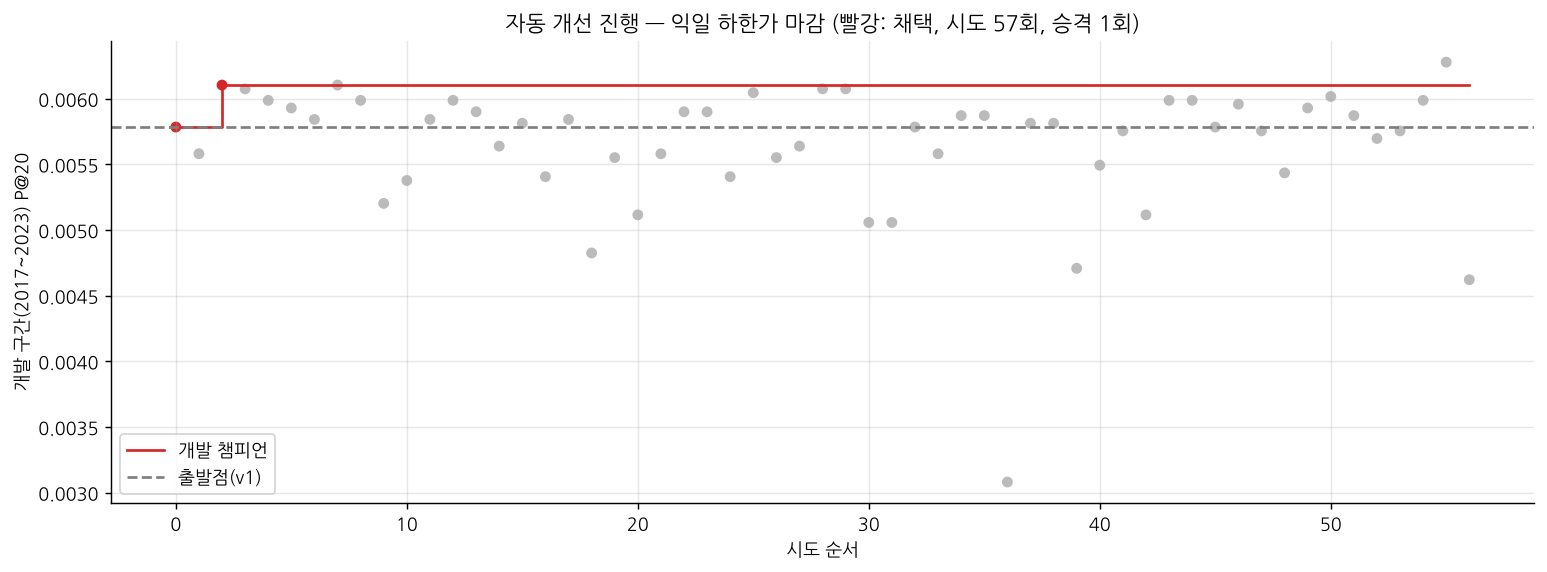 자동 개선 진행 — 익일 하한가 마감 (빨강: 채택, 시도 57회, 승격 1회)
개발 구간(2017~2023) P@20
0.0060
0.0055
0.0050
0.0045
0.0040
0.0035
0.0030
개발 챔피언
출발점(v1)
0 10 20 30 40 50
시도 순서